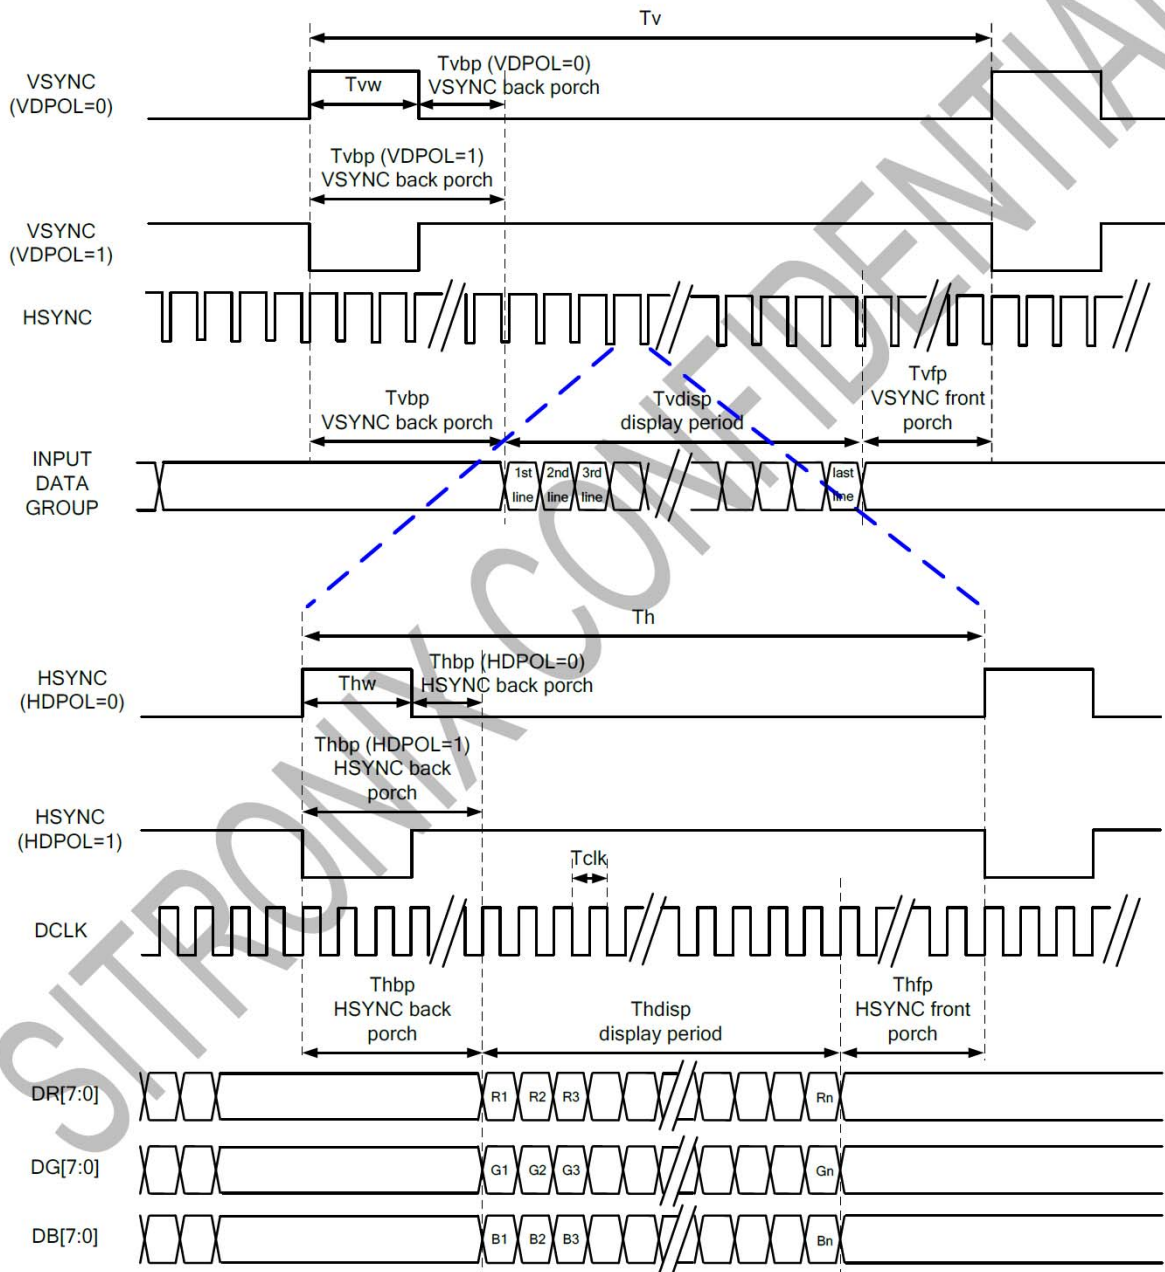 Tv
VSYNC
(VDPOL=0)
Tvw
Tvbp (VDPOL=0)
VSYNC back porch
Tvbp (VDPOL=1)
VSYNC back porch
VSYNC
(VDPOL=1)
HSYNC
Tvbp
VSYNC back porch
Tvdisp
display period
Tvfp
VSYNC front
porch
INPUT
DATA
GROUP
1st
line
2nd
line
3rd
line
last
line
Th
HSYNC
(HDPOL=0)
Thw
Thbp (HDPOL=0)
HSYNC back porch
Thbp (HDPOL=1)
HSYNC back
porch
HSYNC
(HDPOL=1)
Tclk
DCLK
Thbp
HSYNC back
porch
Thdisp
display period
Thfp
HSYNC front
porch
DR[7:0]
R1 R2 R3 Rn
DG[7:0]
G1 G2 G3 Gn
DB[7:0]
B1 B2 B3 Bn
SITRONIX CONFIDENTIAL